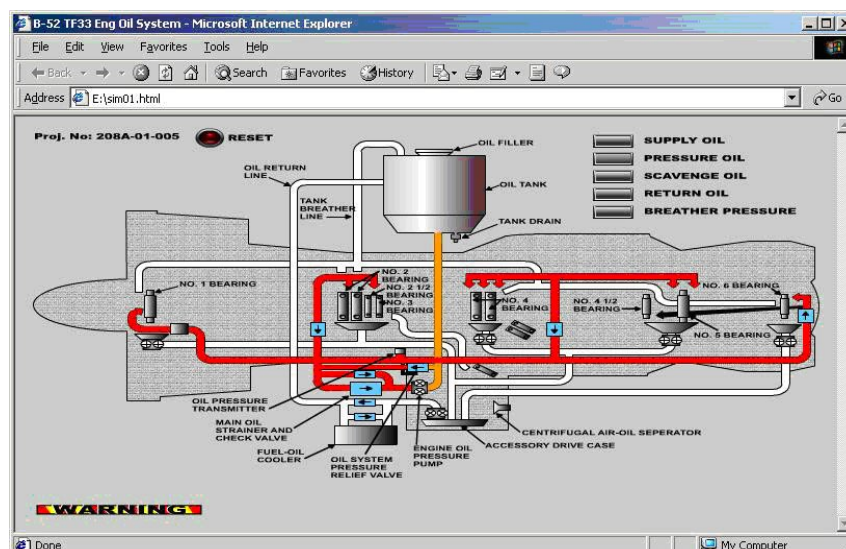 B-52 TF33 Eng Oil System - Microsoft Internet Explorer
File Edit View Favorites Tools Help
Back Search Favorites History
Address E:\sim01.html Go
Proj. No: 208A-01-005
RESET
OIL FILLER
SUPPLY OIL
PRESSURE OIL
SCAVENGE OIL
RETURN OIL
BREATHER PRESSURE
OIL RETURN
LINE
OIL TANK
TANK
BREATHER
LINE
TANK DRAIN
NO. 1 BEARING
NO. 2
BEARING
NO. 2 1/2
BEARING
NO. 3
BEARING
NO. 4
BEARING
NO. 4 1/2
BEARING
NO. 6 BEARING
NO. 5 BEARING
OIL PRESSURE
TRANSMITTER
MAIN OIL
STRAINER AND
CHECK VALVE
FUEL-OIL
COOLER
OIL SYSTEM
PRESSURE
RELIEF VALVE
ENGINE OIL
PRESSURE
PUMP
CENTRIFUGAL AIR-OIL SEPERATOR
ACCESSORY DRIVE CASE
WARNING
Done
My Computer